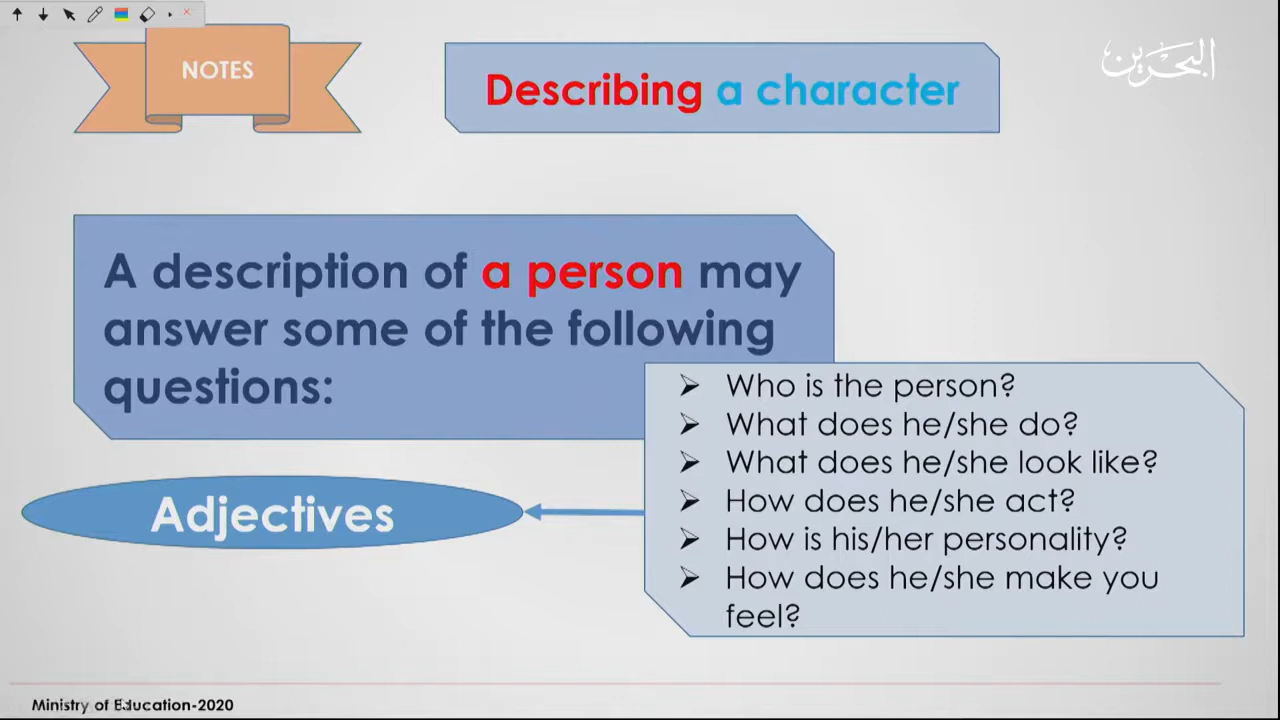 NOTES
Describing a character
البحرين
A description of a person may
answer some of the following
questions:
➢ Who is the person?
➢ What does he/she do?
➢ What does he/she look like?
➢ How does he/she act?
➢ How is his/her personality?
➢ How does he/she make you
feel?
Adjectives
Ministry of Education-2020